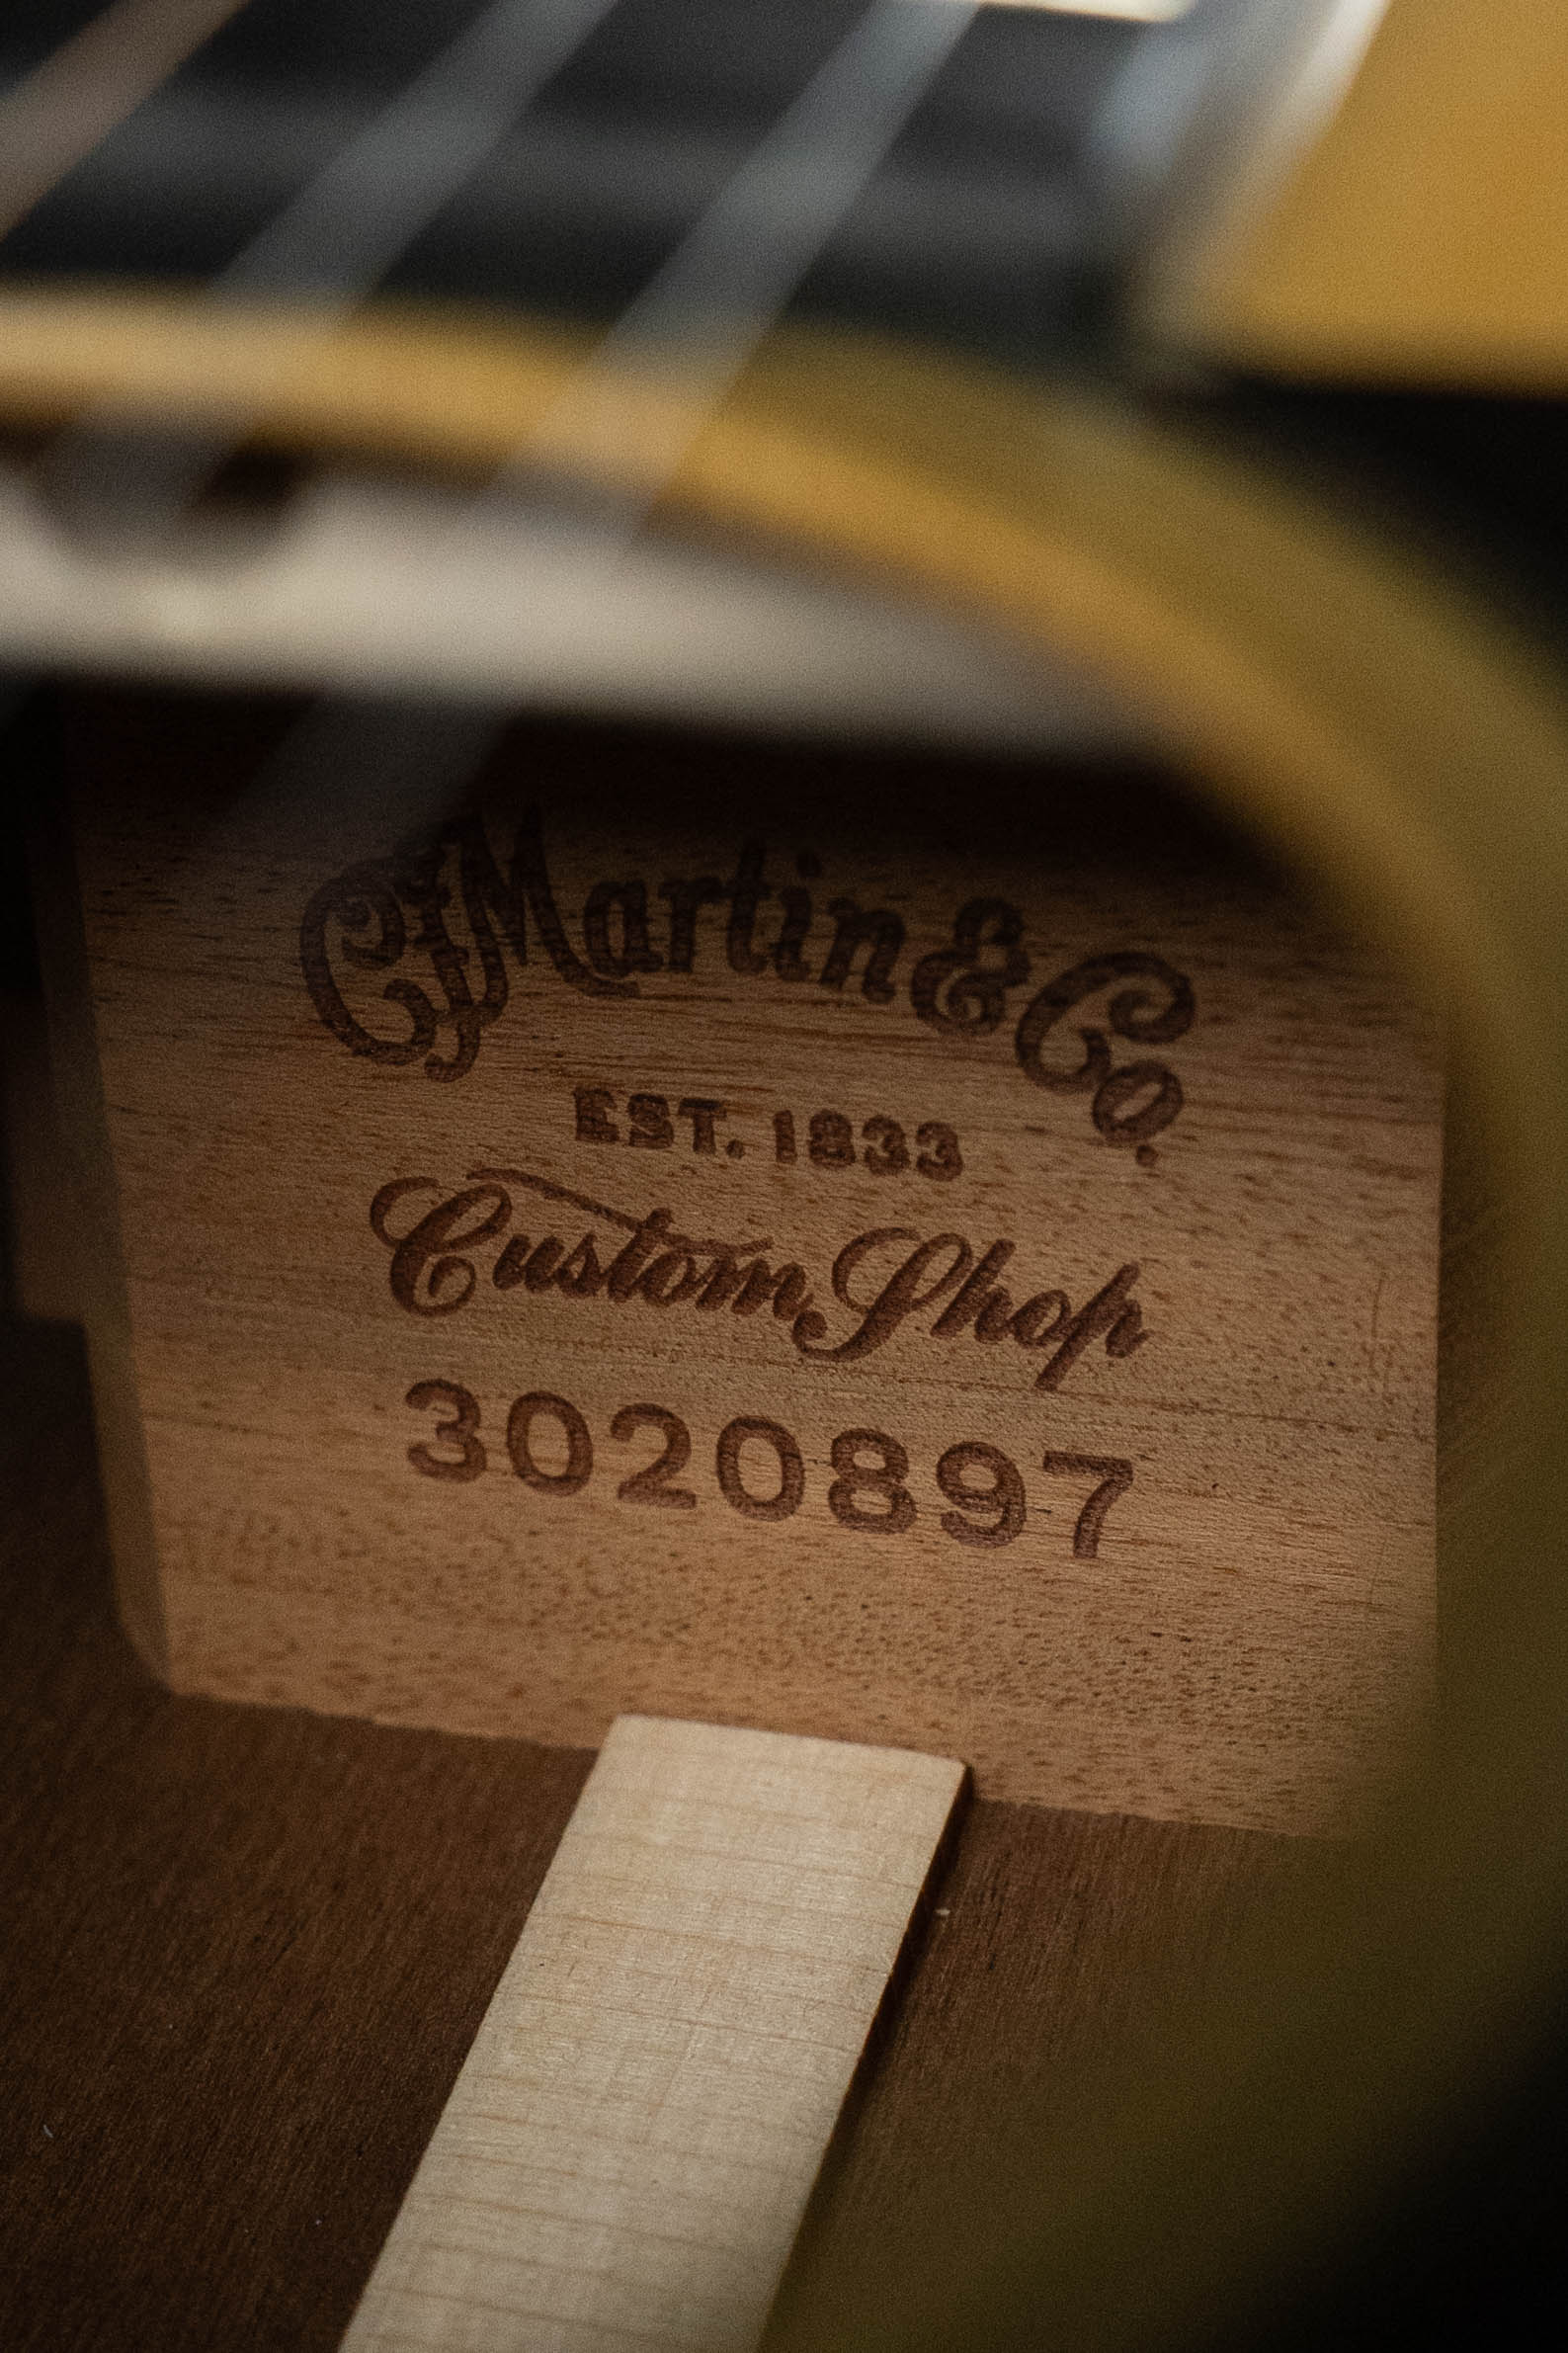 CFMartin & Co.
EST. 1833
Custom Shop
3020897